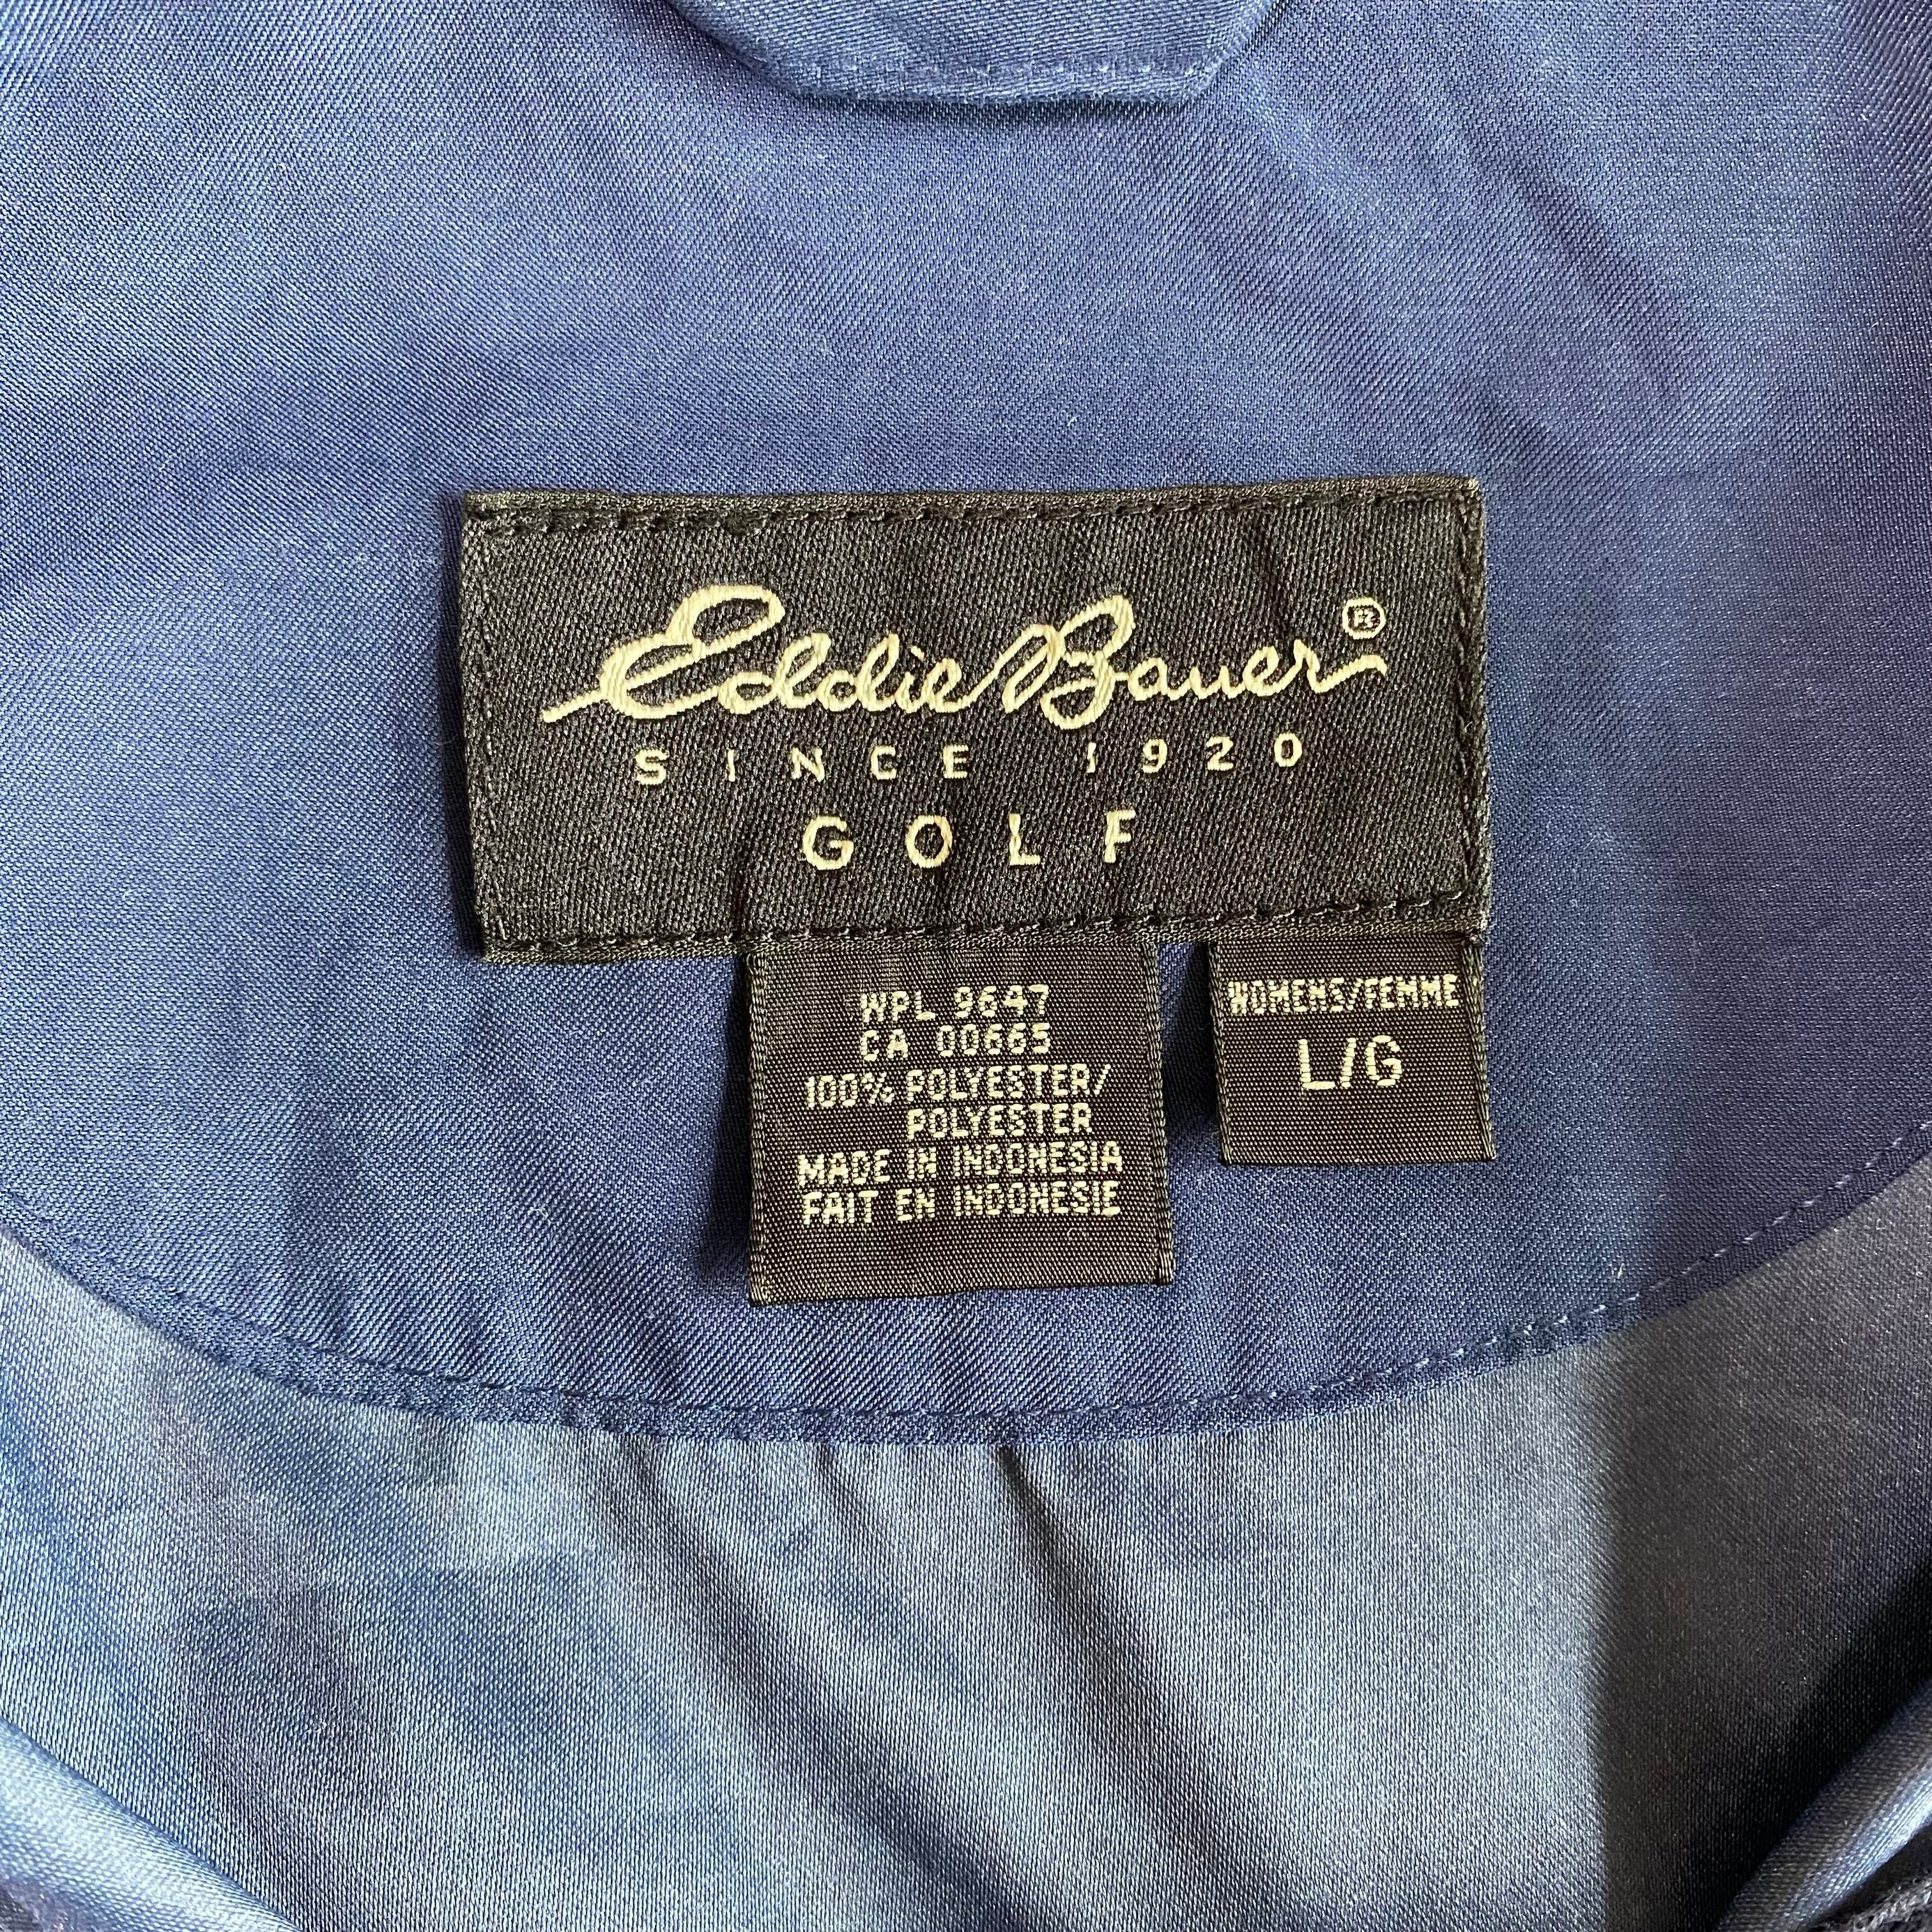 Eddie Bauer®
SINCE 1920
GOLF
WPL 9647
CA 00665
100% POLYESTER/
POLYESTER
MADE IN INDONESIA
FAIT EN INDONESIE
WOMENS/FEMME
L/G